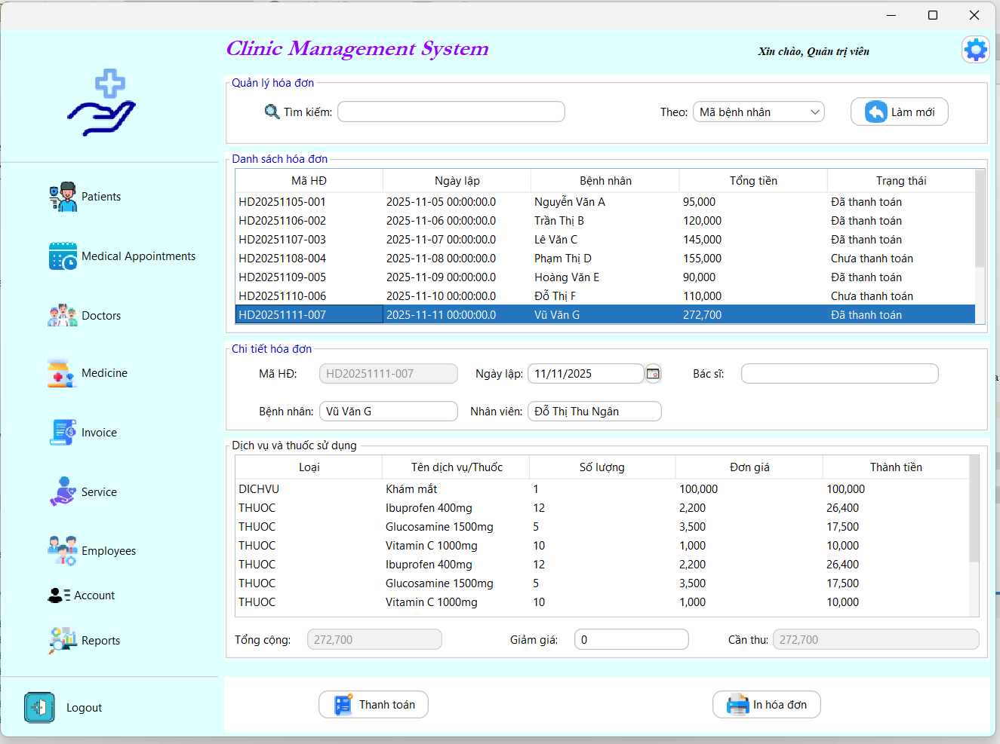 Clinic Management System
Xin chào, Quản trị viên
Quản lý hóa đơn
Tìm kiếm:
Theo: Mã bệnh nhân
Làm mới
Danh sách hóa đơn
Mã HĐ Ngày lập Bệnh nhân Tổng tiền Trạng thái
HD20251105-001 2025-11-05 00:00:00.0 Nguyễn Văn A 95,000 Đã thanh toán
HD20251106-002 2025-11-06 00:00:00.0 Trần Thị B 120,000 Đã thanh toán
HD20251107-003 2025-11-07 00:00:00.0 Lê Văn C 145,000 Đã thanh toán
HD20251108-004 2025-11-08 00:00:00.0 Phạm Thị D 155,000 Chưa thanh toán
HD20251109-005 2025-11-09 00:00:00.0 Hoàng Văn E 90,000 Đã thanh toán
HD20251110-006 2025-11-10 00:00:00.0 Đỗ Thị F 110,000 Chưa thanh toán
HD20251111-007 2025-11-11 00:00:00.0 Vũ Văn G 272,700 Đã thanh toán
Chi tiết hóa đơn
Mã HĐ: HD20251111-007 Ngày lập: 11/11/2025 Bác sĩ:
Bệnh nhân: Vũ Văn G Nhân viên: Đỗ Thị Thu Ngân
Dịch vụ và thuốc sử dụng
Loại Tên dịch vụ/Thuốc Số lượng Đơn giá Thành tiền
DICHVU Khám mắt 1 100,000 100,000
THUOC Ibuprofen 400mg 12 2,200 26,400
THUOC Glucosamine 1500mg 5 3,500 17,500
THUOC Vitamin C 1000mg 10 1,000 10,000
THUOC Ibuprofen 400mg 12 2,200 26,400
THUOC Glucosamine 1500mg 5 3,500 17,500
THUOC Vitamin C 1000mg 10 1,000 10,000
Tổng cộng: 272,700 Giảm giá: 0 Cần thu: 272,700
Thanh toán
In hóa đơn
Patients
Medical Appointments
Doctors
Medicine
Invoice
Service
Employees
Account
Reports
Logout